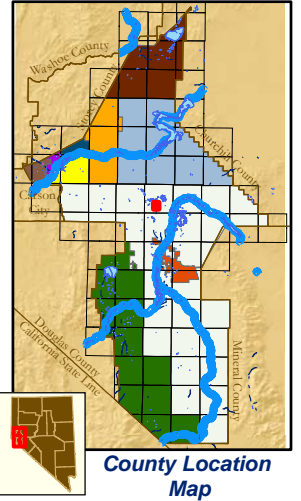 Washoe County
Storey County
Churchill County
Carson
City
Douglas County
California State Line
Mineral County
County Location
Map